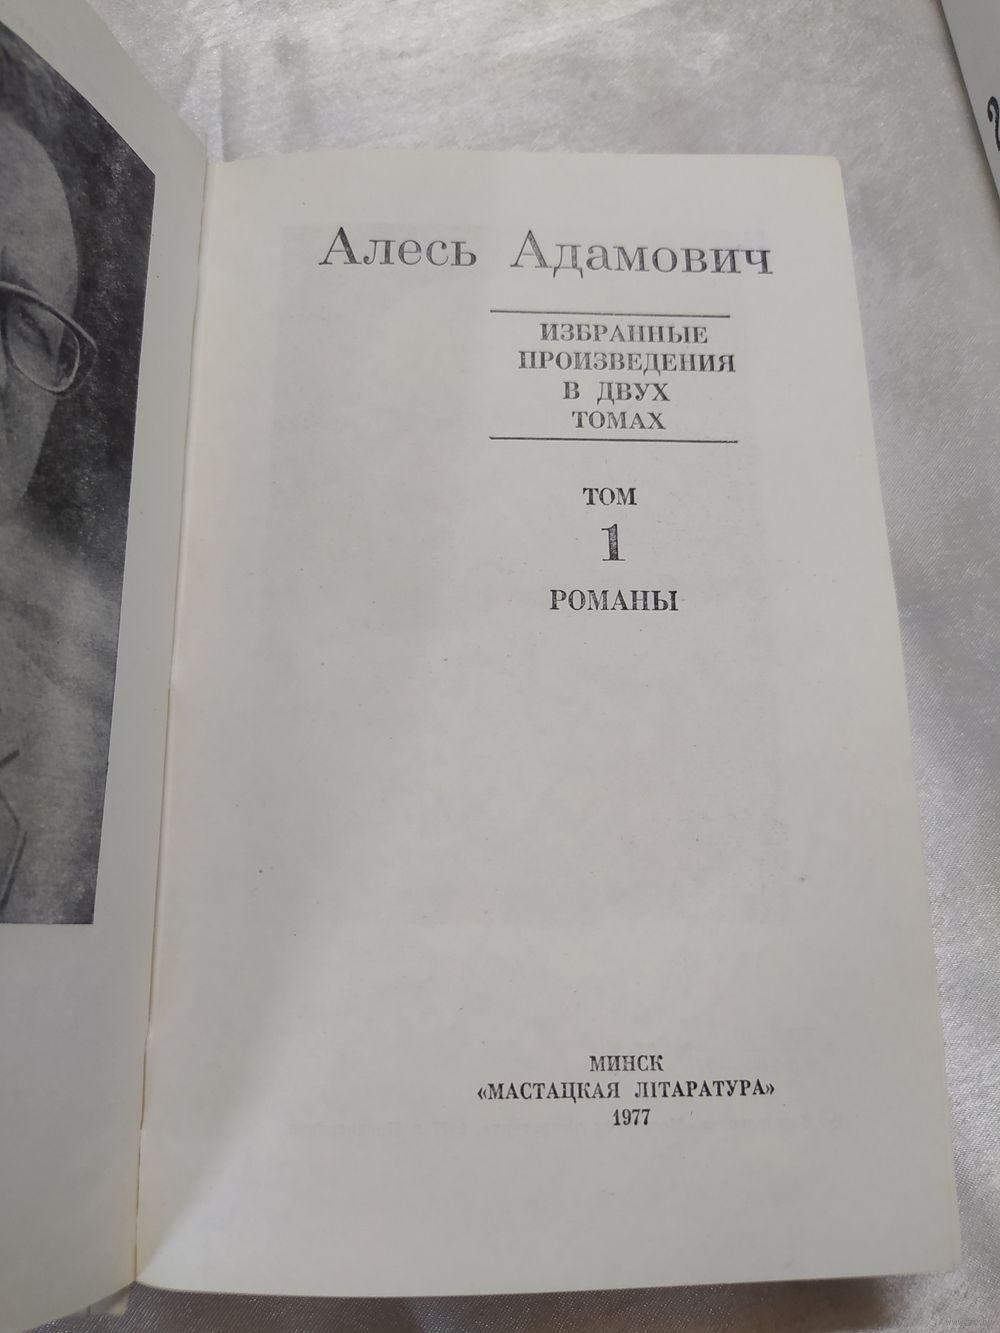 Алесь Адамович
ИЗБРАННЫЕ
ПРОИЗВЕДЕНИЯ
В ДВУХ
ТОМАХ
ТОМ
1
РОМАНЫ
МИНСК
«МАСТАЦКАЯ ЛІТАРАТУРА»
1977